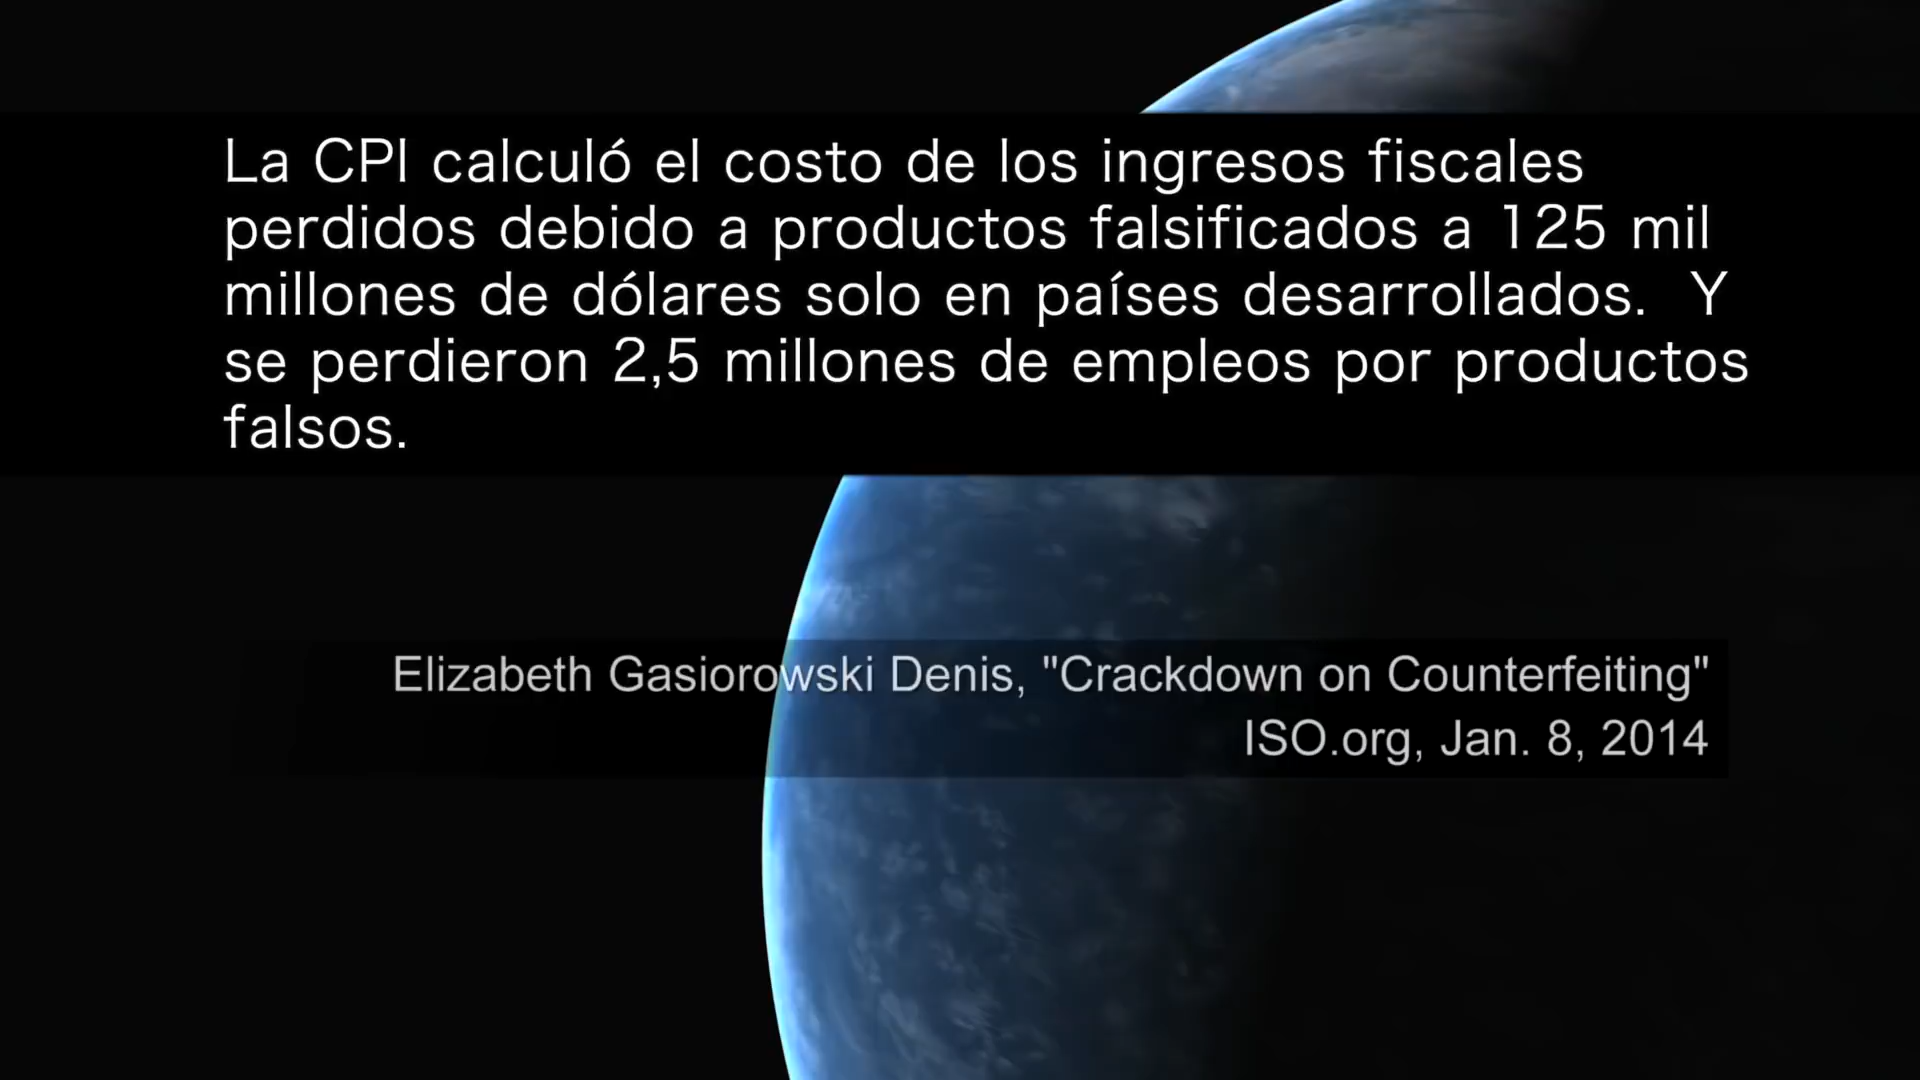 La CPI calculó el costo de los ingresos fiscales
perdidos debido a productos falsificados a 125 mil
millones de dólares solo en países desarrollados.  Y
se perdieron 2,5 millones de empleos por productos
falsos.
Elizabeth Gasiorowski Denis, "Crackdown on Counterfeiting"
ISO.org, Jan. 8, 2014